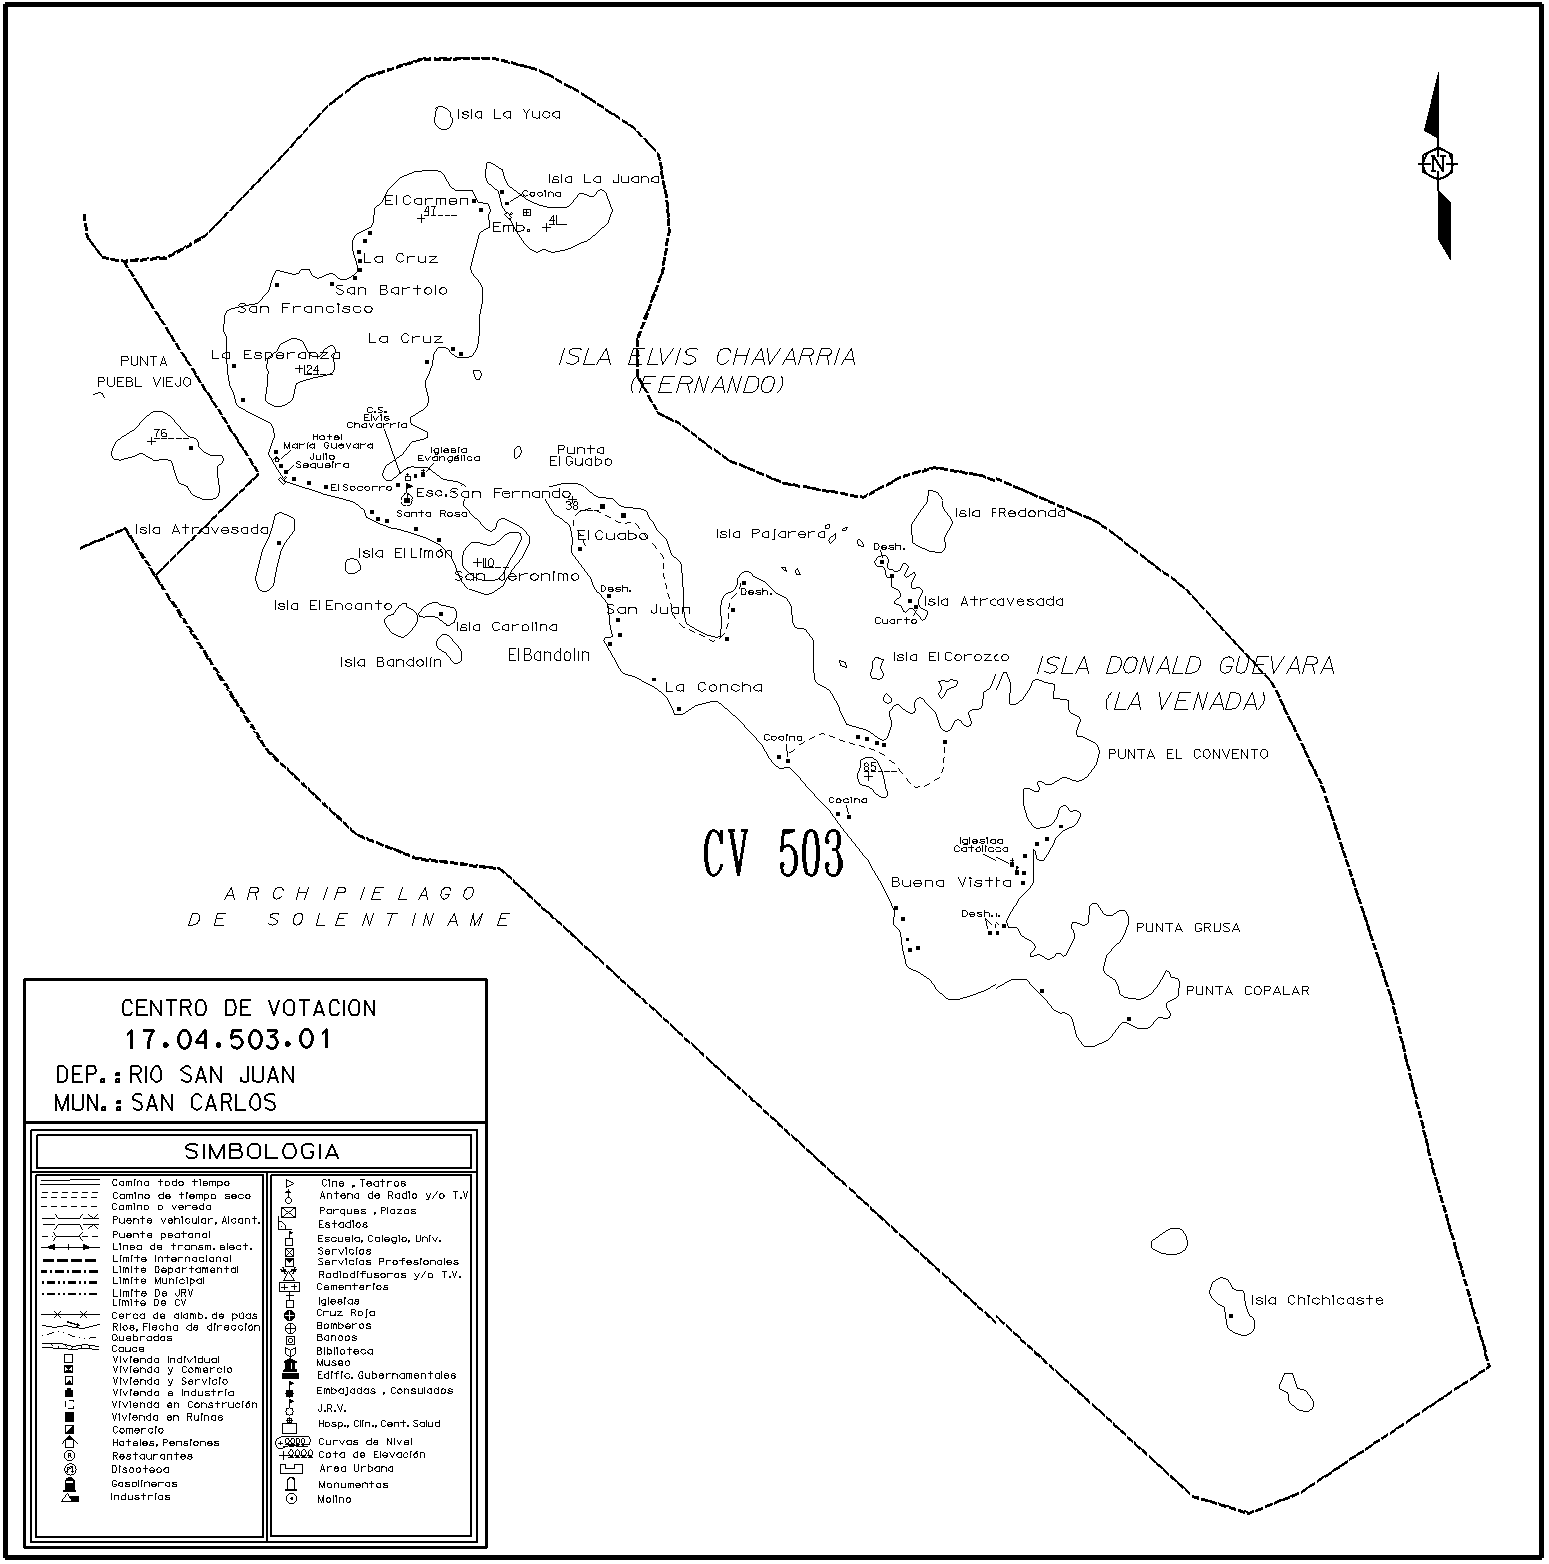 Isla La Yuca
N
Isla La Juana
Cocina
El Carmen
47
41
Emb.
La Cruz
San Bartolo
San Francisco
La Cruz
ISLA ELVIS CHAVARRIA
(FERNANDO)
La Esperanza
124
PUNTA
PUEBL VIEJO
C.S.
Elvis
Chavarria
76
Hotel
María Guevara
Julio
Sequeira
Iglesia
Evangélica
Punta
El Guabo
El Socorro
Esc. San Fernando
38
Santa Rosa
Isla FRedonda
Isla Atravesada
Isla Pajarera
El Cuabo
Desh.
Isla El Limón
110
San Jeronimo
Desh.
Desh.
Isla El Encanto
San Juan
Isla Atrcavesada
Cuarto
Isla Carolina
Isla Bandolín
El Bandolin
Isla El Corozco
ISLA DONALD GUEVARA
(LA VENADA)
La Concha
Cocina
PUNTA EL CONVENTO
85
Cocina
CV 503
Iglesiaa
Católicca
Buena Vistta
Desh.
PUNTA GRUSA
PUNTA COPALAR
ARCHIPIELAGO
DE SOLENTINAME
Isla Chichicaste
CENTRO DE VOTACION
17.04.503.01
DEP.: RIO SAN JUAN
MUN.: SAN CARLOS
SIMBOLOGIA
Camina todo tiempo
Camino de tiempo seco
Camino o vereda
Puente vehicular, Alcant.
Puente peatonal
Linea de transm. elect.
Limite Internacional
Limite Departamental
Limite Municipal
Limite De JRV
Limite De CV
Cerca de alamb. de púas
Rios, Flecha de dirección
Quebradas
Cauce
Vivienda Individual
Vivienda y Comercio
Vivienda y Servicio
Vivienda e Industria
Vivienda en Construción
Vivienda en Ruinas
Comercio
Hoteles, Pensiones
Restaurantes
Discoteca
Gasolineras
Industrias
Cine , Teatros
Antena de Radio y/o T.V
Parques , Plazas
Estadios
Escuela, Colegio, Univ.
Servicios
Servicios Profesionales
Radiodifusoras y/o T.V.
Cementerios
Iglesias
Cruz Roja
Bomberos
Bancos
Biblioteca
Museo
Edific. Gubernamentales
Embajadas , Consulados
J.R.V.
Hosp., Clin., Cent. Salud
Curvas de Nivel
Cota de Elevación
Area Urbana
Monumentos
Molino